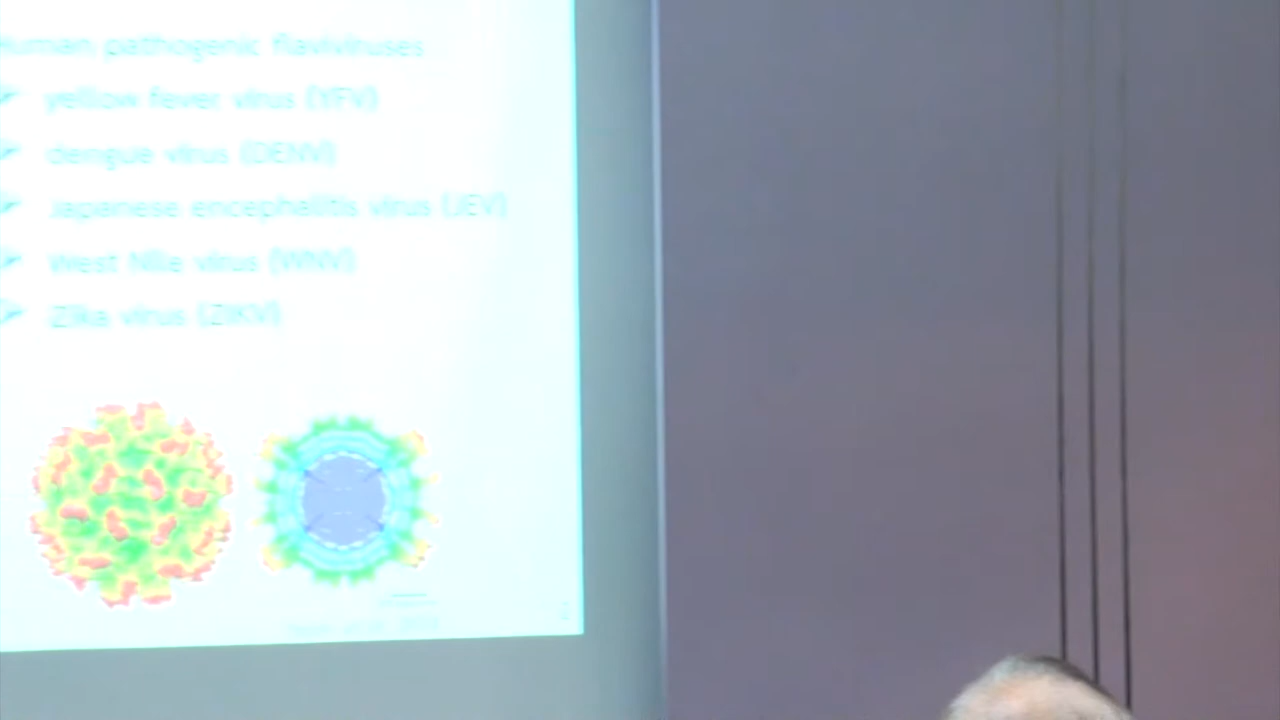 Human pathogenic flaviviruses
yellow fever virus (YFV)
dengue virus (DENV)
Japanese encephalitis virus (JEV)
West Nile virus (WNV)
Zika virus (ZIKV)
2